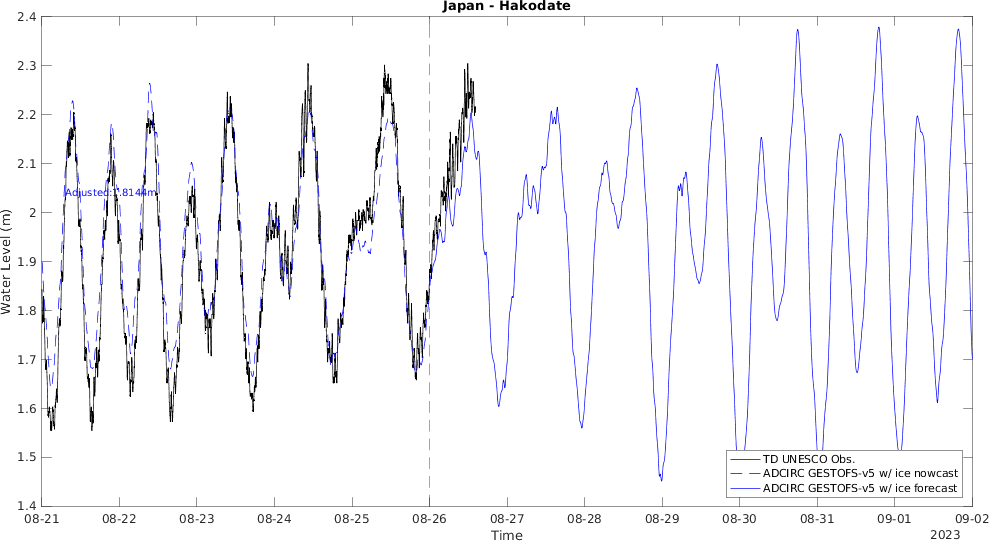 Japan - Hakodate
Water Level (m)
2.4
2.3
2.2
2.1
2
1.9
1.8
1.7
1.6
1.5
1.4
Adjusted:1.8144m
TD UNESCO Obs.
ADCIRC GESTOFS-v5 w/ ice nowcast
ADCIRC GESTOFS-v5 w/ ice forecast
08-21 08-22 08-23 08-24 08-25 08-26 08-27 08-28 08-29 08-30 08-31 09-01 09-02
Time
2023